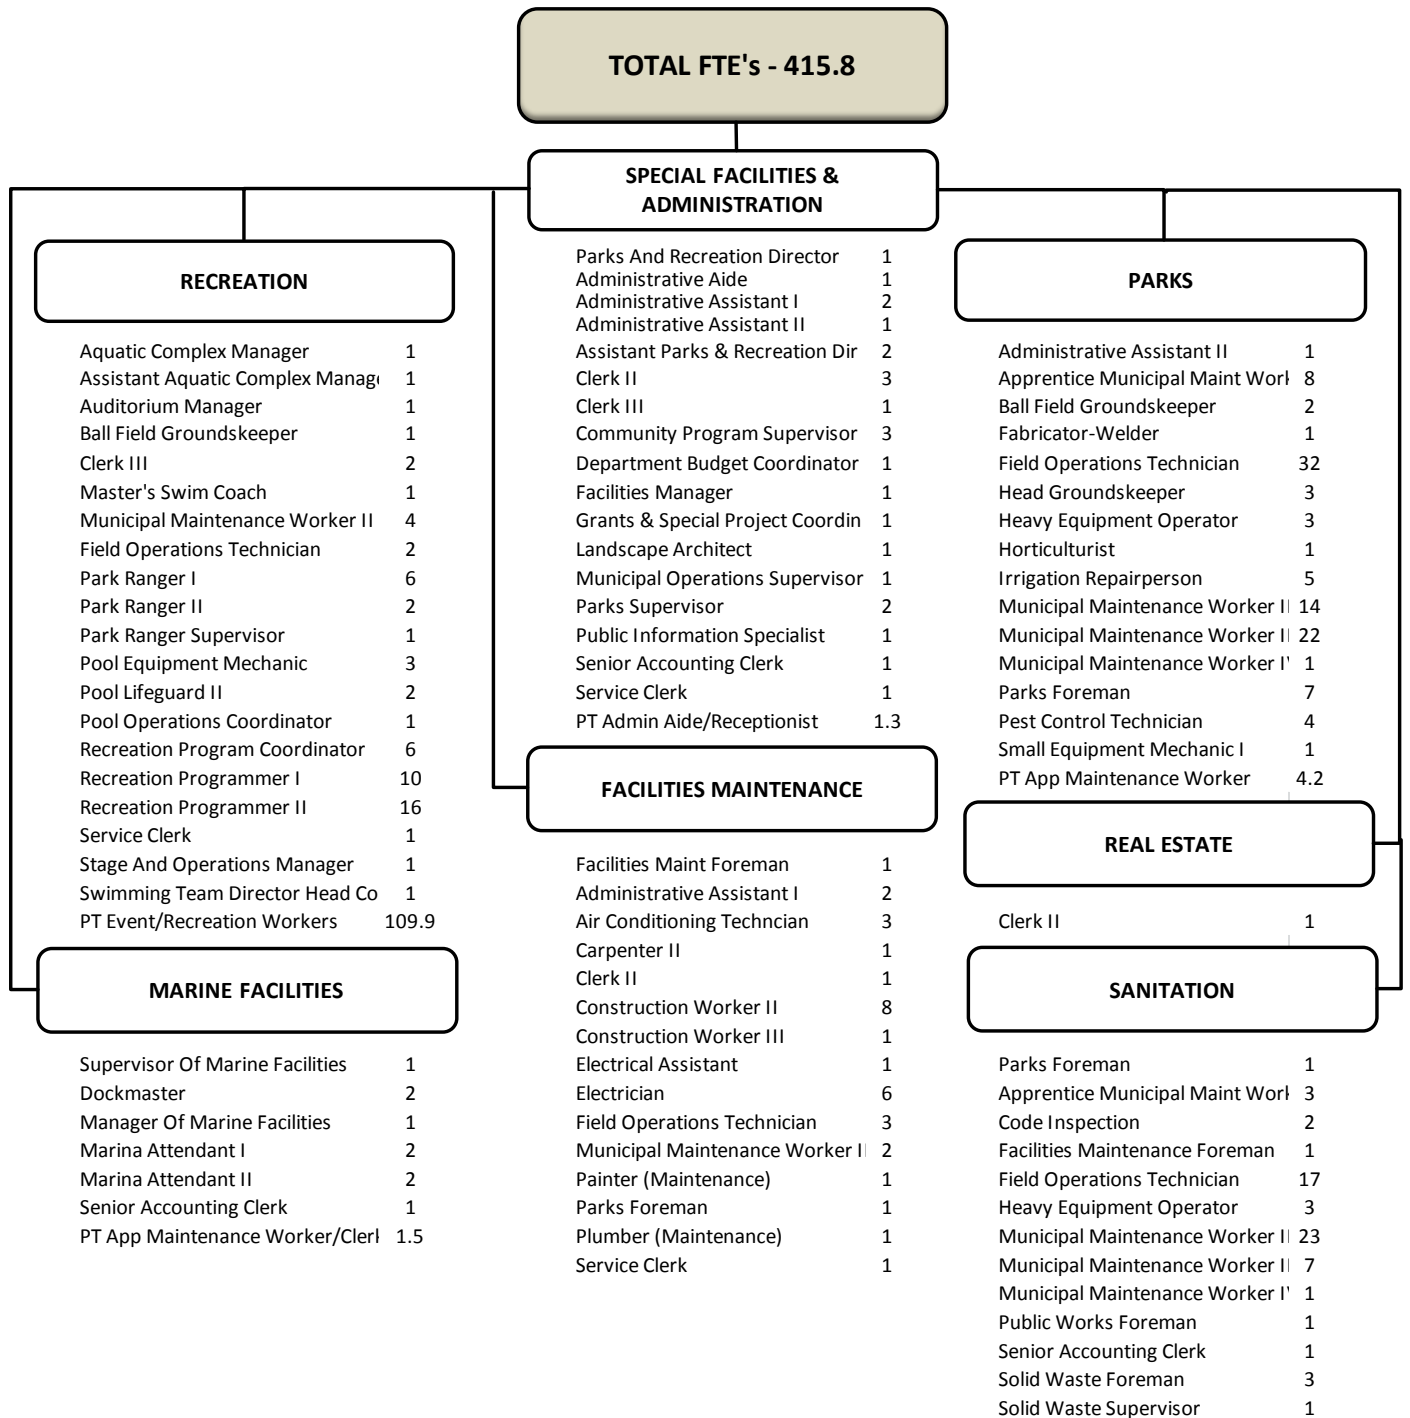 TOTAL FTE's - 415.8
SPECIAL FACILITIES &
ADMINISTRATION
Parks And Recreation Director 1
Administrative Aide 1
Administrative Assistant I 2
Administrative Assistant II 1
Assistant Parks & Recreation Dir 2
Clerk II 3
Clerk III 1
Community Program Supervisor 3
Department Budget Coordinator 1
Facilities Manager 1
Grants & Special Project Coordin 1
Landscape Architect 1
Municipal Operations Supervisor 1
Parks Supervisor 2
Public Information Specialist 1
Senior Accounting Clerk 1
Service Clerk 1
PT Admin Aide/Receptionist 1.3
RECREATION
Aquatic Complex Manager 1
Assistant Aquatic Complex Manage 1
Auditorium Manager 1
Ball Field Groundskeeper 1
Clerk III 2
Master's Swim Coach 1
Municipal Maintenance Worker II 4
Field Operations Technician 2
Park Ranger I 6
Park Ranger II 2
Park Ranger Supervisor 1
Pool Equipment Mechanic 3
Pool Lifeguard II 2
Pool Operations Coordinator 1
Recreation Program Coordinator 6
Recreation Programmer I 10
Recreation Programmer II 16
Service Clerk 1
Stage And Operations Manager 1
Swimming Team Director Head Co 1
PT Event/Recreation Workers 109.9
MARINE FACILITIES
Supervisor Of Marine Facilities 1
Dockmaster 2
Manager Of Marine Facilities 1
Marina Attendant I 2
Marina Attendant II 2
Senior Accounting Clerk 1
PT App Maintenance Worker/Clerk 1.5
FACILITIES MAINTENANCE
Facilities Maint Foreman 1
Administrative Assistant I 2
Air Conditioning Techncian 3
Carpenter II 1
Clerk II 1
Construction Worker II 8
Construction Worker III 1
Electrical Assistant 1
Electrician 6
Field Operations Technician 3
Municipal Maintenance Worker II 2
Painter (Maintenance) 1
Parks Foreman 1
Plumber (Maintenance) 1
Service Clerk 1
PARKS
Administrative Assistant II 1
Apprentice Municipal Maint Work 8
Ball Field Groundskeeper 2
Fabricator-Welder 1
Field Operations Technician 32
Head Groundskeeper 3
Heavy Equipment Operator 3
Horticulturist 1
Irrigation Repairperson 5
Municipal Maintenance Worker II 14
Municipal Maintenance Worker II 22
Municipal Maintenance Worker IV 1
Parks Foreman 7
Pest Control Technician 4
Small Equipment Mechanic I 1
PT App Maintenance Worker 4.2
REAL ESTATE
Clerk II 1
SANITATION
Parks Foreman 1
Apprentice Municipal Maint Work 3
Code Inspection 2
Facilities Maintenance Foreman 1
Field Operations Technician 17
Heavy Equipment Operator 3
Municipal Maintenance Worker II 23
Municipal Maintenance Worker II 7
Municipal Maintenance Worker IV 1
Public Works Foreman 1
Senior Accounting Clerk 1
Solid Waste Foreman 3
Solid Waste Supervisor 1